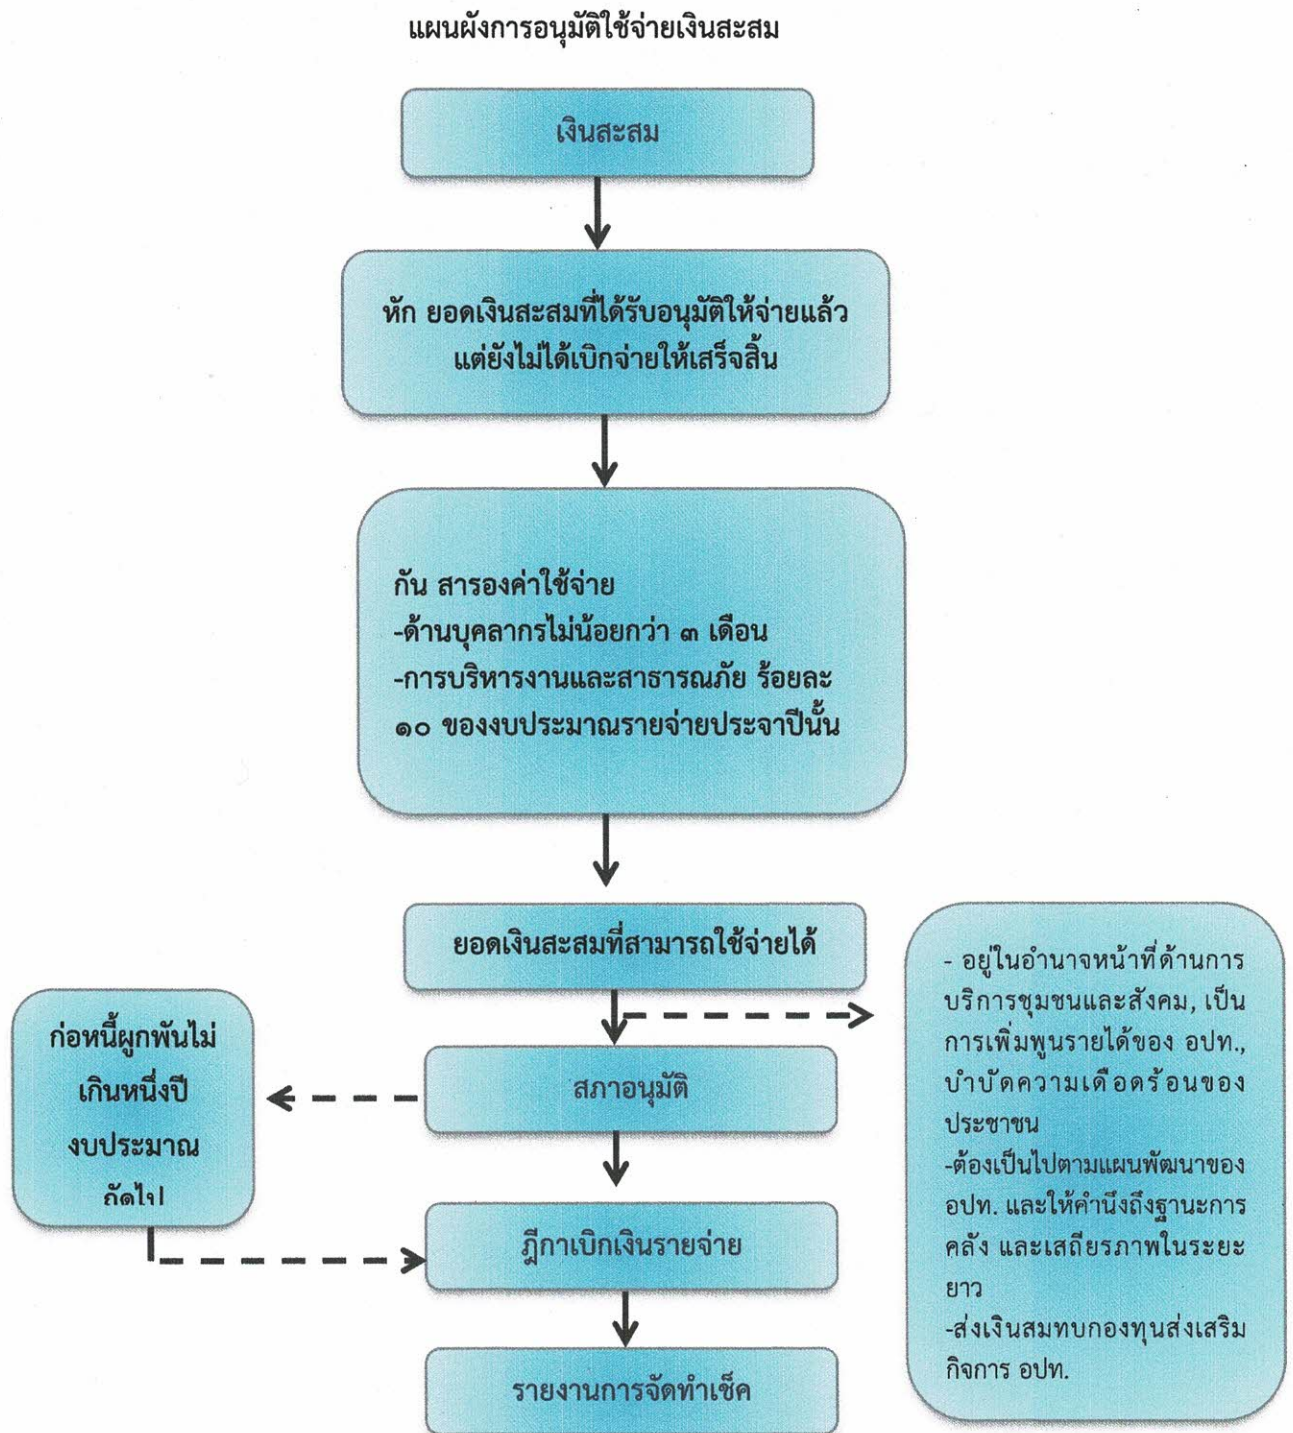 แผนผังการอนุมัติใช้จ่ายเงินสะสม
เงินสะสม
หัก ยอดเงินสะสมที่ได้รับอนุมัติให้จ่ายแล้ว
แต่ยังไม่ได้เบิกจ่ายให้เสร็จสิ้น
กัน สารองค่าใช้จ่าย
-ด้านบุคลากรไม่น้อยกว่า ๓ เดือน
-การบริหารงานและสาธารณภัย ร้อยละ
๑๐ ของงบประมาณรายจ่ายประจาปีนั้น
ยอดเงินสะสมที่สามารถใช้จ่ายได้
- อยู่ในอำนาจหน้าที่ด้านการ
บริการชุมชนและสังคม, เป็น
การเพิ่มพูนรายได้ของ อปท.,
บำบัดความเดือดร้อนของ
ประชาชน
-ต้องเป็นไปตามแผนพัฒนาของ
อปท. และให้คำนึงถึงฐานะการ
คลัง และเสถียรภาพในระยะ
ยาว
-ส่งเงินสมทบกองทุนส่งเสริม
กิจการ อปท.
สภาอนุมัติ
ก่อหนี้ผูกพันไม่
เกินหนึ่งปี
งบประมาณ
ถัดไป
ฎีกาเบิกเงินรายจ่าย
รายงานการจัดทำเช็ค